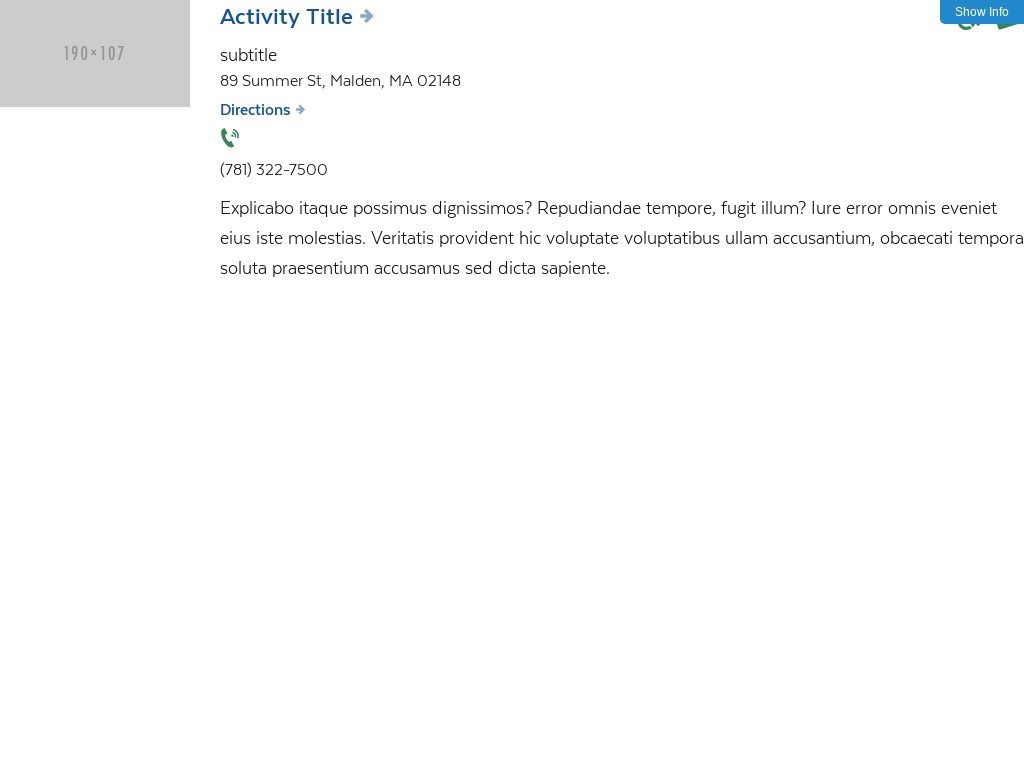 190×107
Activity Title
Show Info
subtitle
89 Summer St, Malden, MA 02148
Directions
(781) 322-7500
Explicabo itaque possimus dignissimos? Repudiandae tempore, fugit illum? Iure error omnis eveniet
eius iste molestias. Veritatis provident hic voluptate voluptatibus ullam accusantium, obcaecati tempora
soluta praesentium accusamus sed dicta sapiente.